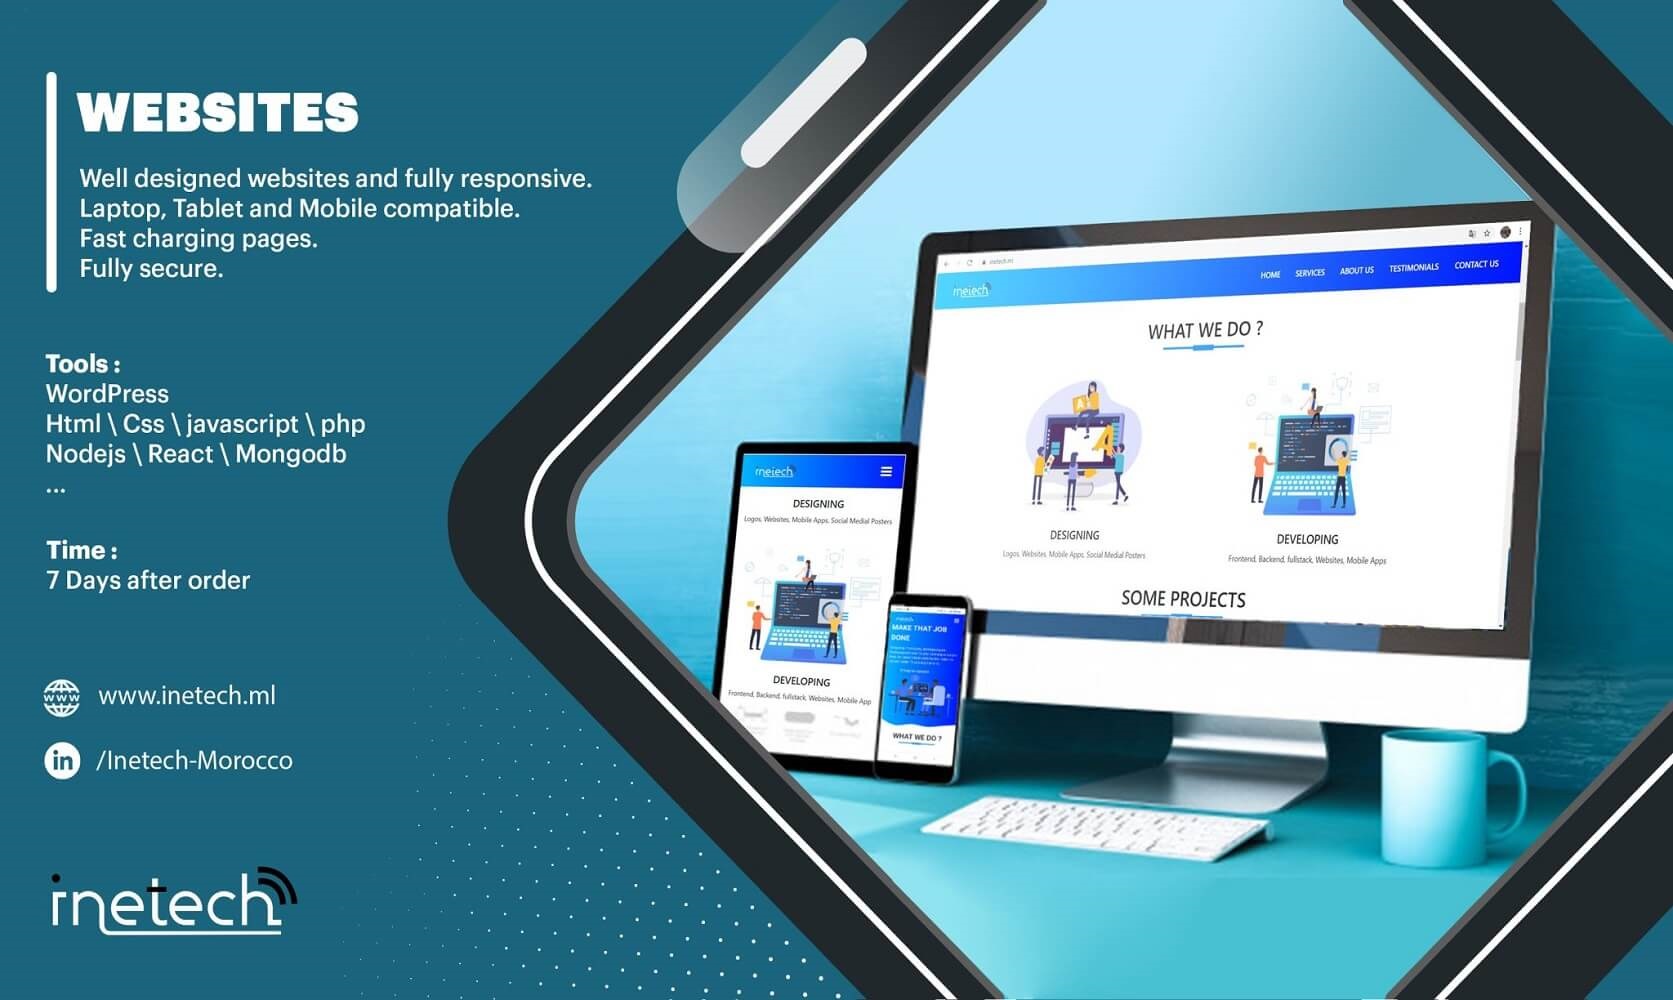 WEBSITES
Well designed websites and fully responsive.
Laptop, Tablet and Mobile compatible.
Fast charging pages.
Fully secure.
Tools :
WordPress
Html \ Css \ javascript \ php
Nodejs \ React \ Mongodb
...
Time :
7 Days after order
www.inetech.ml
/Inetech-Morocco
inetech
inetech.ml
inetech
HOME SERVICES ABOUT US TESTIMONIALS CONTACT US
WHAT WE DO ?
DESIGNING
Logos, Websites, Mobile Apps, Social Medial Posters
DEVELOPING
Frontend, Backend, fullstack, Websites, Mobile Apps
SOME PROJECTS
inetech
DESIGNING
Logos, Websites, Mobile Apps, Social Medial Posters
DEVELOPING
Frontend, Backend, fullstack, Websites, Mobile App
MAKE THAT JOB
DONE
WHAT WE DO ?